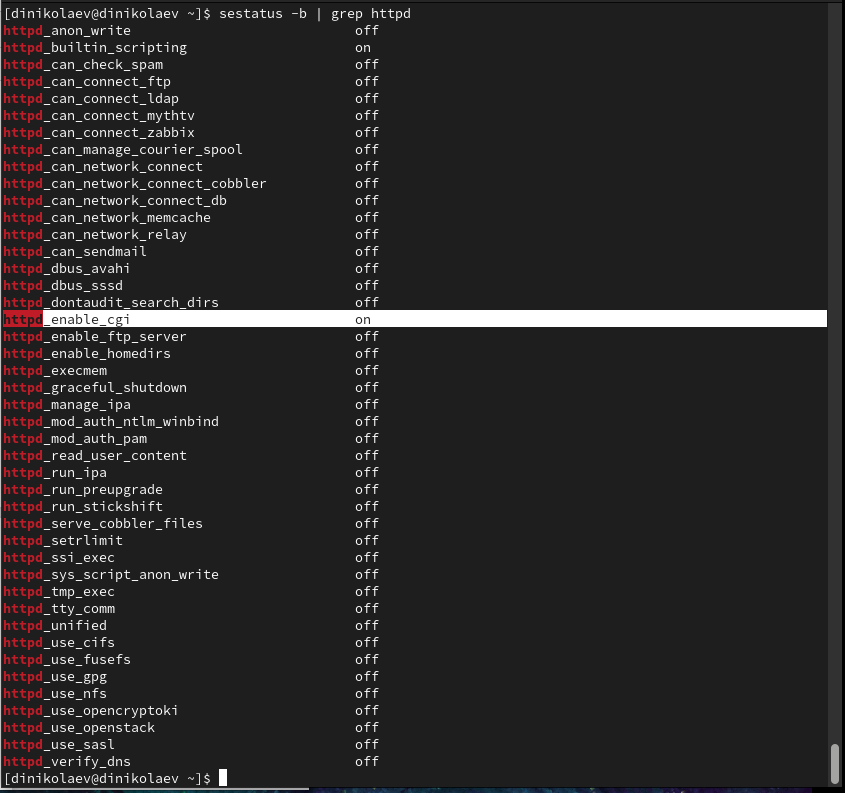 [dinikolaev@dinikolaev ~]$ sestatus -b | grep httpd
httpd_anon_write off
httpd_builtin_scripting on
httpd_can_check_spam off
httpd_can_connect_ftp off
httpd_can_connect_ldap off
httpd_can_connect_mythtv off
httpd_can_connect_zabbix off
httpd_can_manage_courier_spool off
httpd_can_network_connect off
httpd_can_network_connect_cobbler off
httpd_can_network_connect_db off
httpd_can_network_memcache off
httpd_can_network_relay off
httpd_can_sendmail off
httpd_dbus_avahi off
httpd_dbus_sssd off
httpd_dontaudit_search_dirs off
httpd_enable_cgi on
httpd_enable_ftp_server off
httpd_enable_homedirs off
httpd_execmem off
httpd_graceful_shutdown off
httpd_manage_ipa off
httpd_mod_auth_ntlm_winbind off
httpd_mod_auth_pam off
httpd_read_user_content off
httpd_run_ipa off
httpd_run_preupgrade off
httpd_run_stickshift off
httpd_serve_cobbler_files off
httpd_setrlimit off
httpd_ssi_exec off
httpd_sys_script_anon_write off
httpd_tmp_exec off
httpd_tty_comm off
httpd_unified off
httpd_use_cifs off
httpd_use_fusefs off
httpd_use_gpg off
httpd_use_nfs off
httpd_use_opencryptoki off
httpd_use_openstack off
httpd_use_sasl off
httpd_verify_dns off
[dinikolaev@dinikolaev ~]$